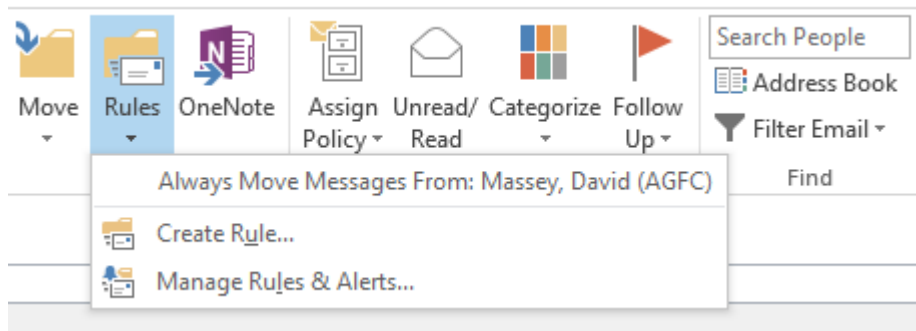 Move
Rules
OneNote
Assign
Policy
Unread/
Read
Categorize
Follow
Up
Search People
Address Book
Filter Email
Find
Always Move Messages From: Massey, David (AGFC)
Create Rule...
Manage Rules & Alerts...